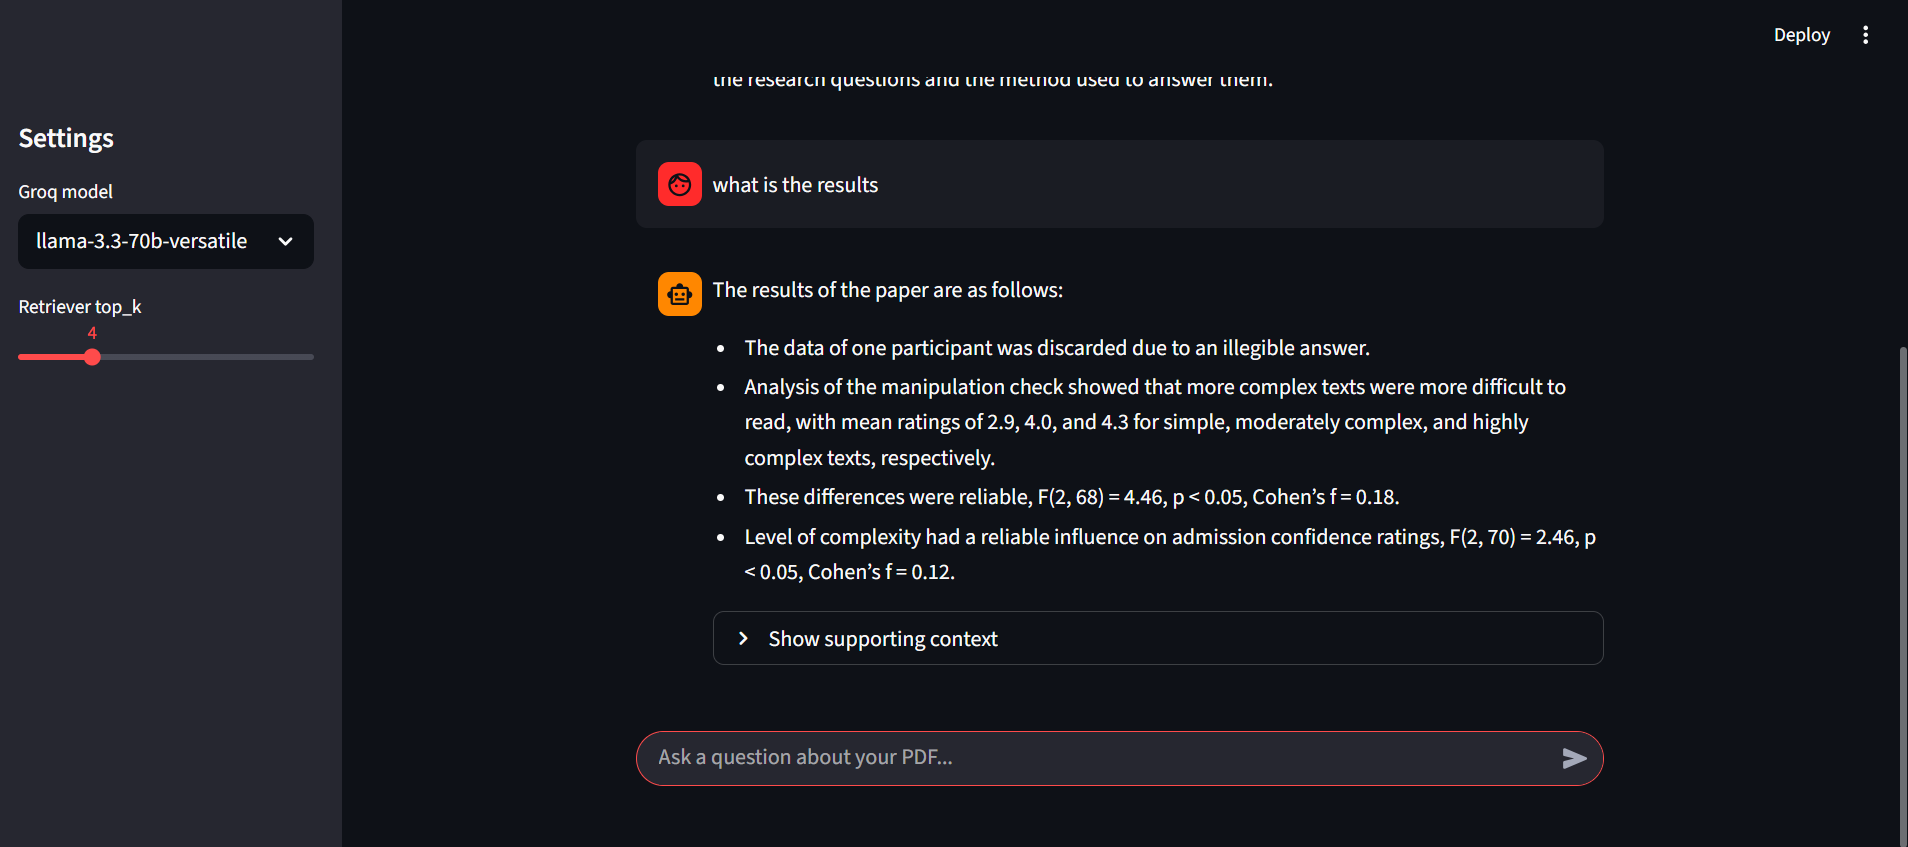 Deploy
Settings
Groq model
llama-3.3-70b-versatile
Retriever top_k
4
the research questions and the method used to answer them.
what is the results
The results of the paper are as follows:
• The data of one participant was discarded due to an illegible answer.
• Analysis of the manipulation check showed that more complex texts were more difficult to
read, with mean ratings of 2.9, 4.0, and 4.3 for simple, moderately complex, and highly
complex texts, respectively.
• These differences were reliable, F(2, 68) = 4.46, p < 0.05, Cohen’s f = 0.18.
• Level of complexity had a reliable influence on admission confidence ratings, F(2, 70) = 2.46, p
< 0.05, Cohen’s f = 0.12.
Show supporting context
Ask a question about your PDF...